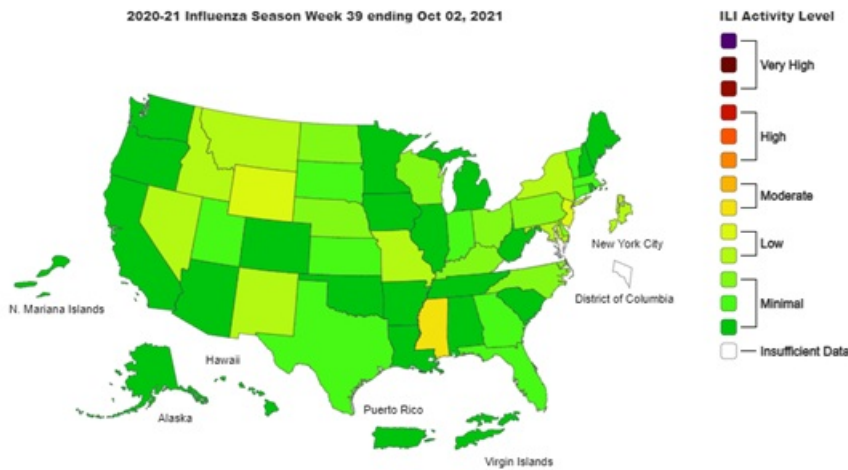 2020-21 Influenza Season Week 39 ending Oct 02, 2021
ILI Activity Level
Very High
High
Moderate
Low
Minimal
Insufficient Data
New York City
District of Columbia
N. Mariana Islands
Hawaii
Alaska
Puerto Rico
Virgin Islands